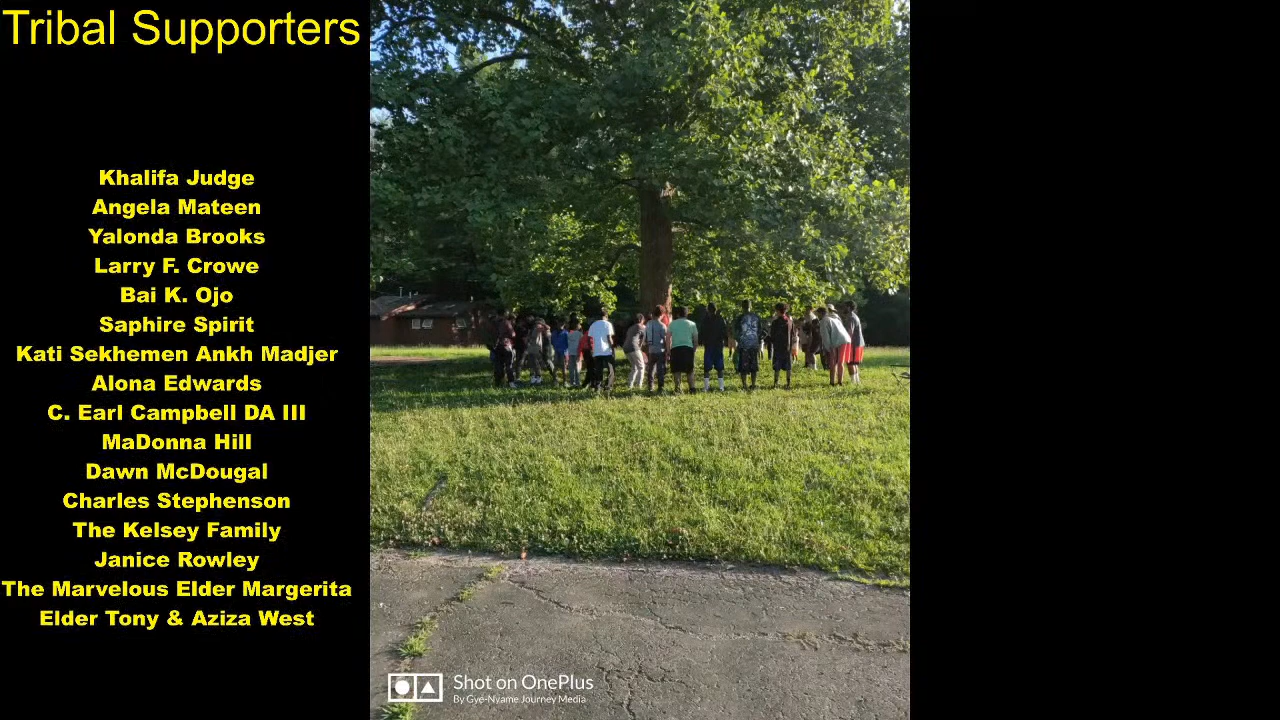 Tribal Supporters
Khalifa Judge
Angela Mateen
Yalonda Brooks
Larry F. Crowe
Bai K. Ojo
Saphire Spirit
Kati Sekhemen Ankh Madjer
Alona Edwards
C. Earl Campbell DA III
MaDonna Hill
Dawn McDougal
Charles Stephenson
The Kelsey Family
Janice Rowley
The Marvelous Elder Margerita
Elder Tony & Aziza West
Shot on OnePlus
By Gye-Nyame Journey Media